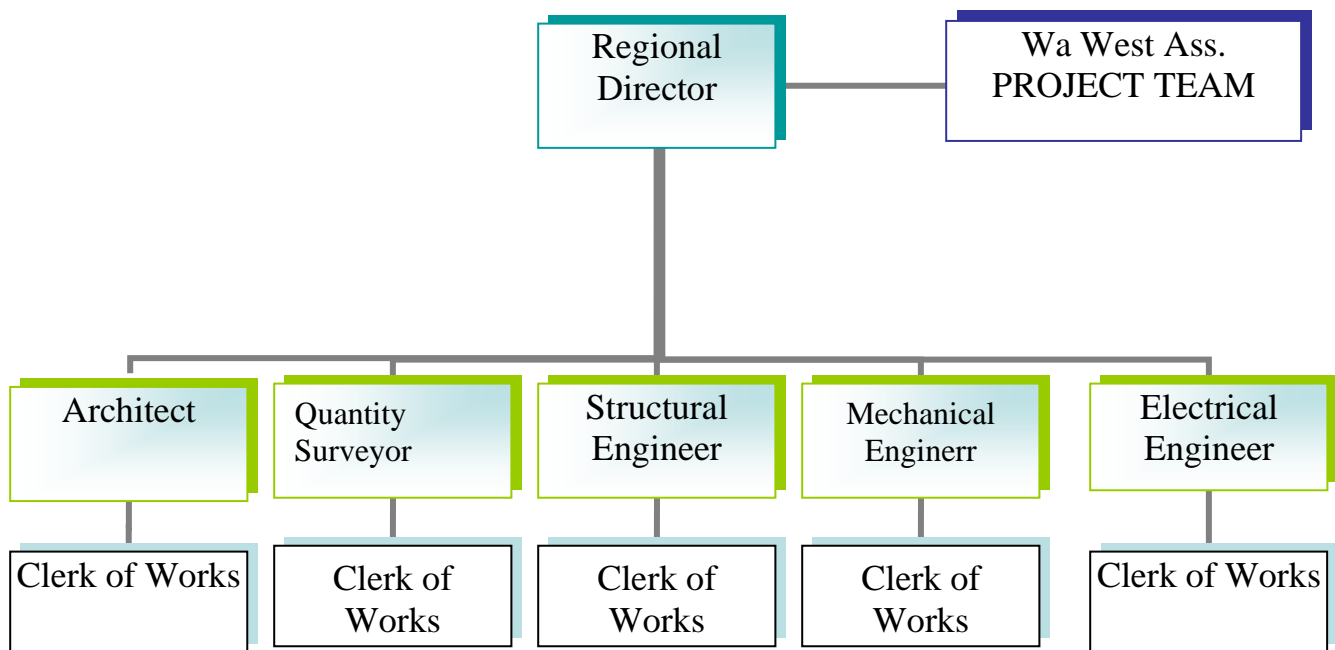 Regional
Director
Wa West Ass.
PROJECT TEAM
Architect
Quantity
Surveyor
Structural
Engineer
Mechanical
Enginerr
Electrical
Engineer
Clerk of Works
Clerk of
Works
Clerk of
Works
Clerk of
Works
Clerk of Works